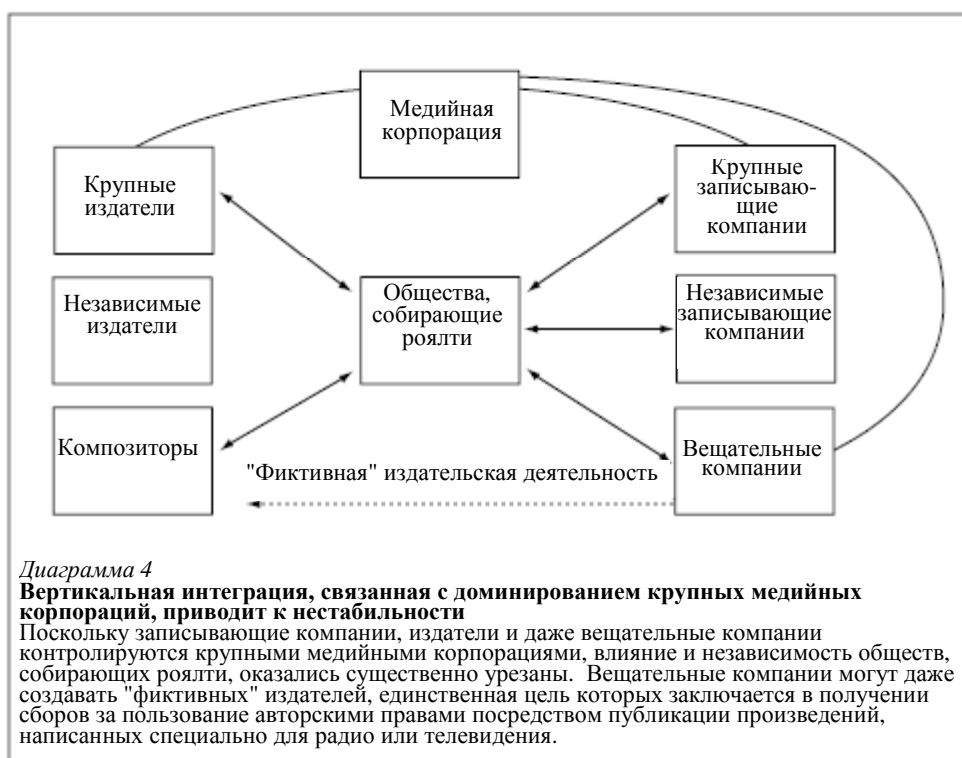 Медийная
корпорация
Крупные
издатели
Крупные
записываю-
щие
компании
Независимые
издатели
Общества,
собирающие
роялти
Независимые
записывающие
компании
Композиторы
Вещательные
компании
"Фиктивная" издательская деятельность
Диаграмма 4
Вертикальная интеграция, связанная с доминированием крупных медийных
корпораций, приводит к нестабильности
Поскольку записывающие компании, издатели и даже вещательные компании
контролируются крупными медийными корпорациями, влияние и независимость обществ,
собирающих роялти, оказались существенно урезаны.  Вещательные компании могут даже
создавать "фиктивных" издателей, единственная цель которых заключается в получении
сборов за пользование авторскими правами посредством публикации произведений,
написанных специально для радио или телевидения.